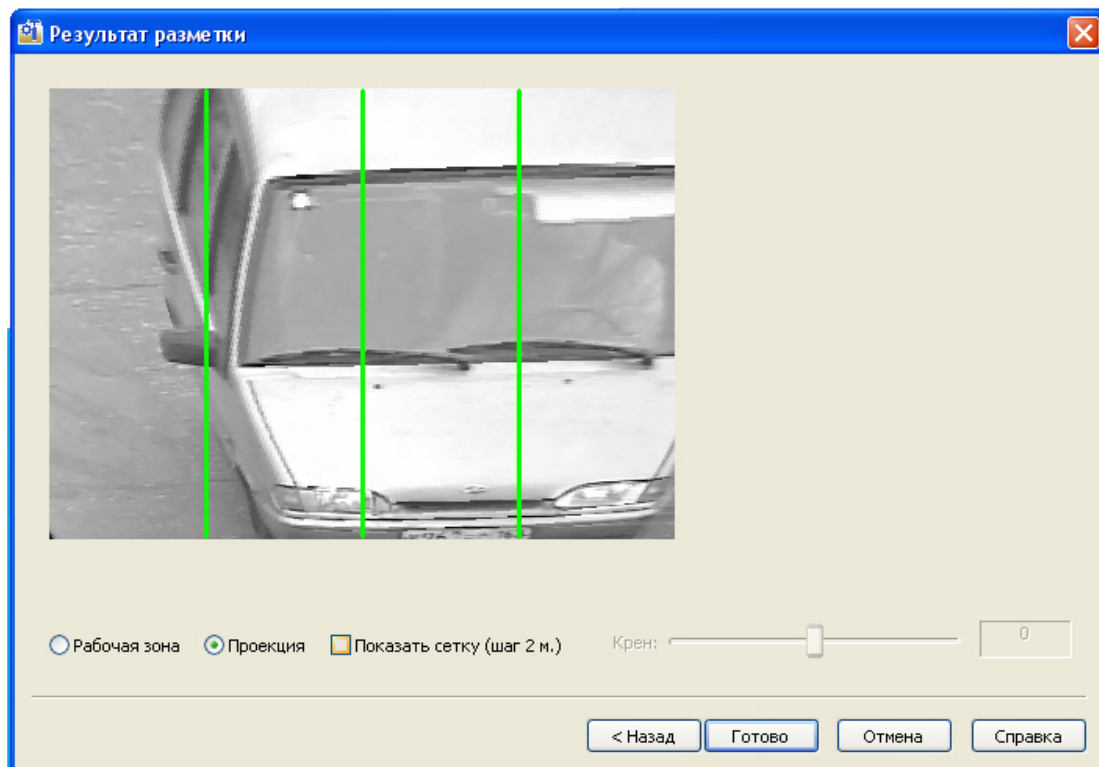 Результат разметки
Рабочая зона Проекция Показать сетку (шаг 2 м.) Крен: 0
< Назад Готово Отмена Справка